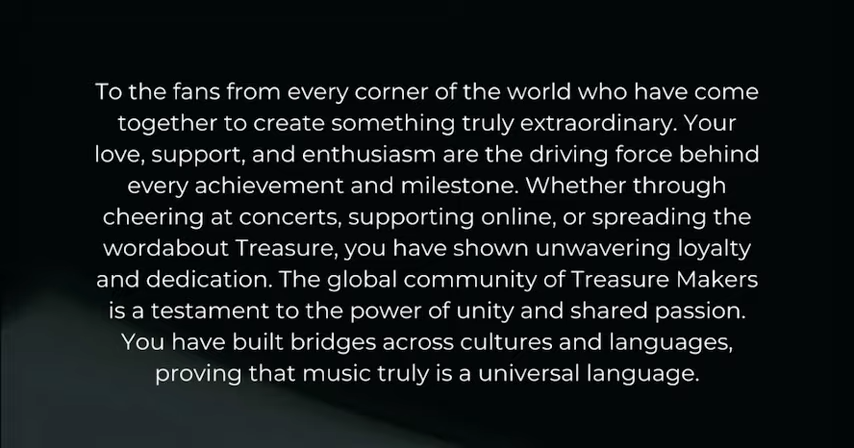 To the fans from every corner of the world who have come
together to create something truly extraordinary. Your
love, support, and enthusiasm are the driving force behind
every achievement and milestone. Whether through
cheering at concerts, supporting online, or spreading the
wordabout Treasure, you have shown unwavering loyalty
and dedication. The global community of Treasure Makers
is a testament to the power of unity and shared passion.
You have built bridges across cultures and languages,
proving that music truly is a universal language.